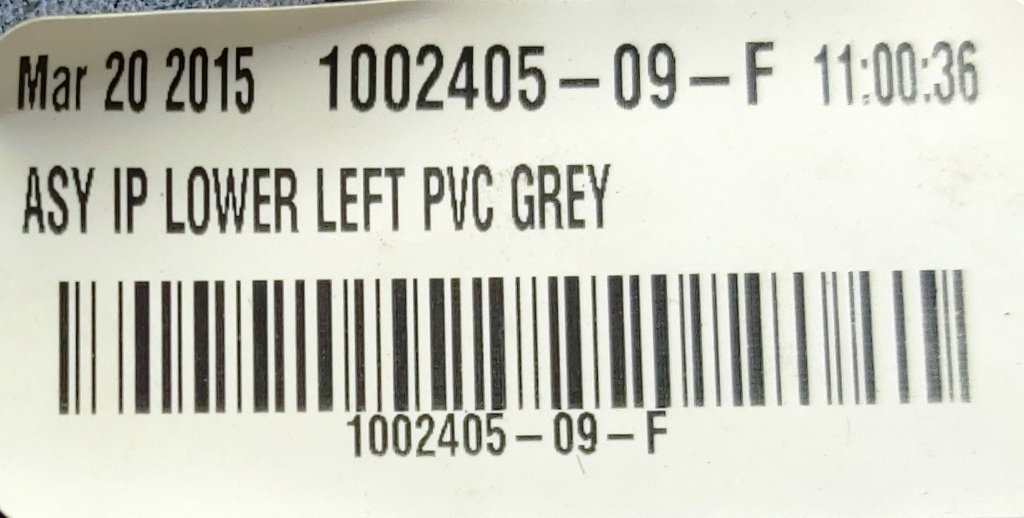 Mar 20 2015 1002405-09-F 11:00:36
ASY IP LOWER LEFT PVC GREY
1002405-09-F